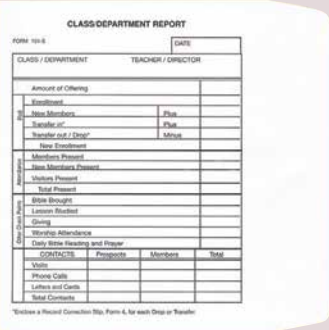 CLASS/DEPARTMENT REPORT
FORM 101-S
DATE
CLASS / DEPARTMENT TEACHER / DIRECTOR
Amount of Offering
Enrollment
New Members Plus
Transfer in* Plus
Transfer out / Drop* Minus
New Enrollment
Members Present
New Members Present
Visitors Present
Total Present
Attendance
Bible Brought
Lesson Studied
Giving
Worship Attendance
Daily Bible Reading and Prayer
CONTACTS Prospects Members Total
Visits
Phone Calls
Letters and Cards
Total Contacts
*Enclose a Record Correction Slip, Form 4, for each Drop or Transfer.